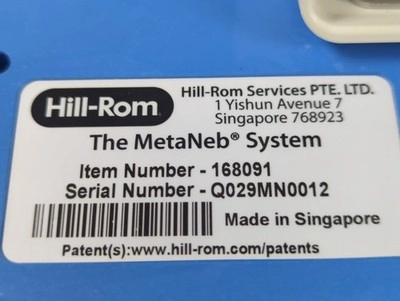 Hill-Rom
Hill-Rom Services PTE. LTD.
1 Yishun Avenue 7
Singapore 768923
The MetaNeb® System
Item Number - 168091
Serial Number - Q029MN0012
Made in Singapore
Patent(s):www.hill-rom.com/patents